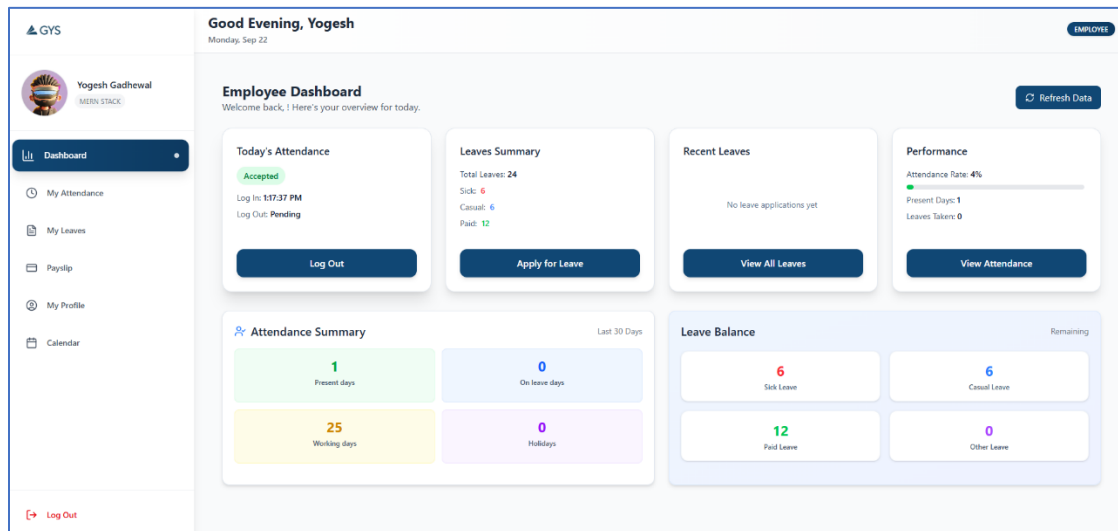 GYS
Good Evening, Yogesh
Monday, Sep 22
EMPLOYEE
Yogesh Gadhewal
MERN STACK
Dashboard
My Attendance
My Leaves
Payslip
My Profile
Calendar
Log Out
Employee Dashboard
Welcome back, ! Here's your overview for today.
Refresh Data
Today's Attendance
Accepted
Log In: 1:17:37 PM
Log Out: Pending
Log Out
Leaves Summary
Total Leaves: 24
Sick: 6
Casual: 6
Paid: 12
Apply for Leave
Recent Leaves
No leave applications yet
View All Leaves
Performance
Attendance Rate: 4%
Present Days: 1
Leaves Taken: 0
View Attendance
Attendance Summary
Last 30 Days
1
Present days
0
On leave days
25
Working days
0
Holidays
Leave Balance
Remaining
6
Sick Leave
6
Casual Leave
12
Paid Leave
0
Other Leave